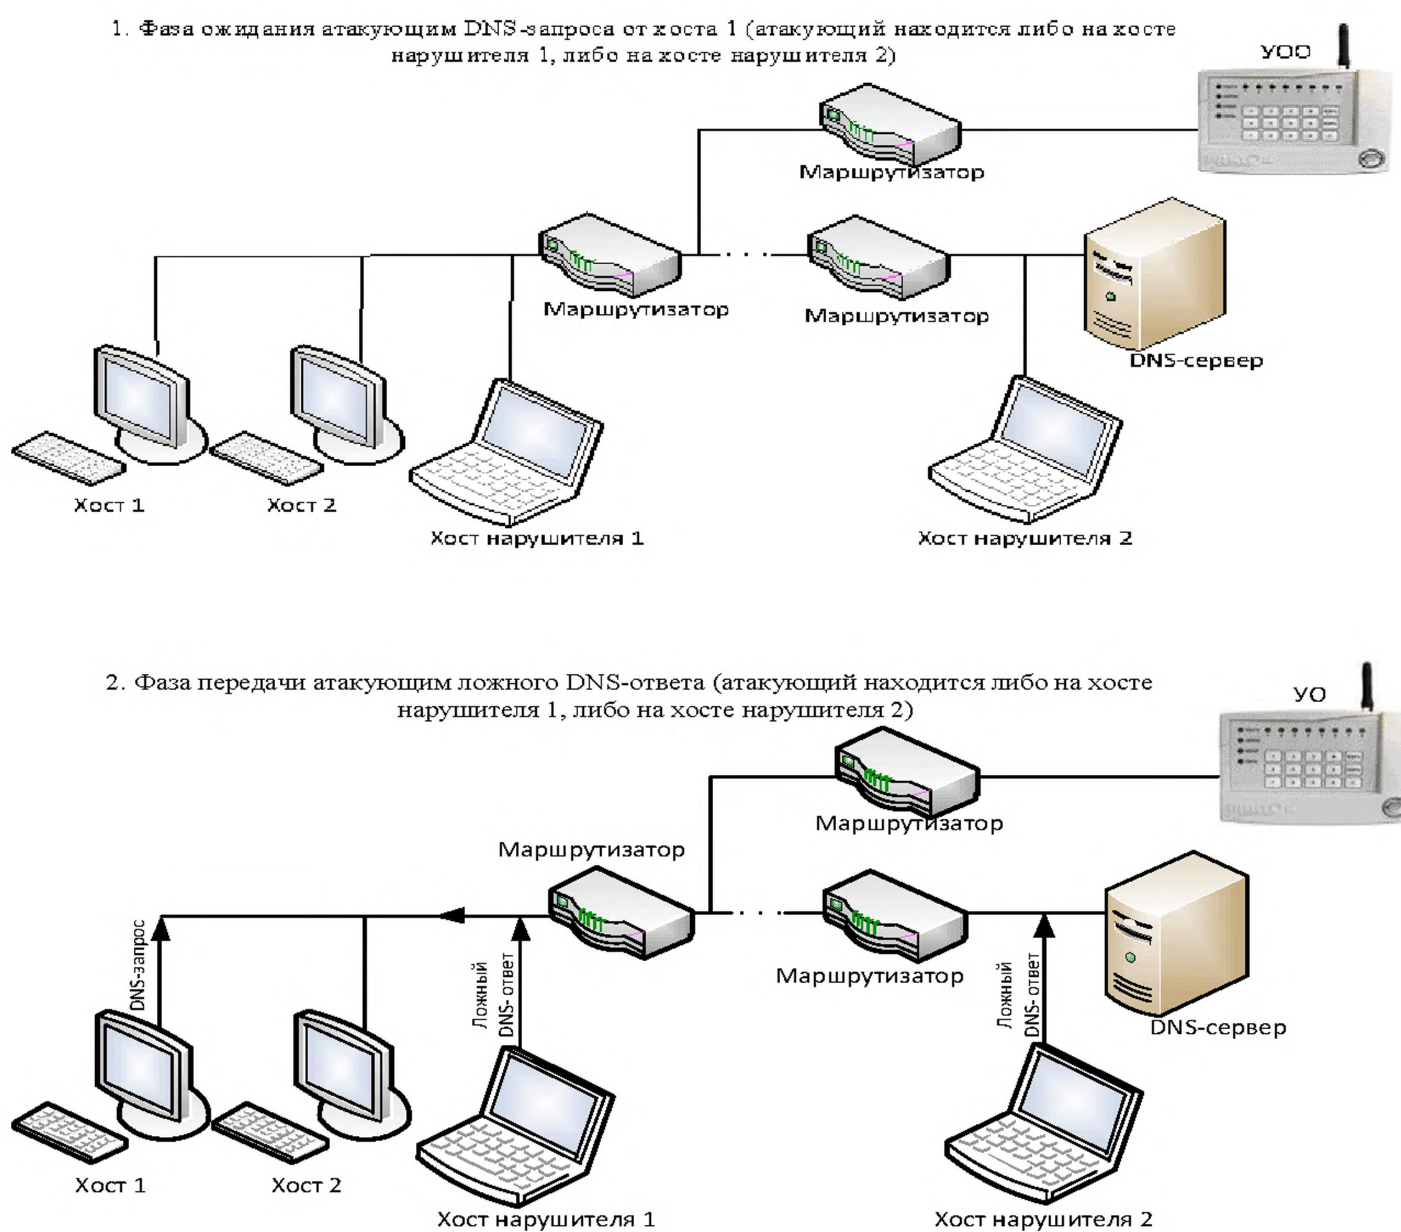 1. Фаза ожидания атакующим DNS-запроса от хоста 1 (атакующий находится либо на хосте
нарушителя 1, либо на хосте нарушителя 2)
УОО
Маршрутизатор
Маршрутизатор
Маршрутизатор
DNS-сервер
Хост 1
Хост 2
Хост нарушителя 1
Хост нарушителя 2
2. Фаза передачи атакующим ложного DNS-ответа (атакующий находится либо на хосте
нарушителя 1, либо на хосте нарушителя 2)
УО
Маршрутизатор
Маршрутизатор
Маршрутизатор
DNS-запрос
Ложный
DNS- ответ
Ложный
DNS- ответ
DNS-сервер
Хост 1
Хост 2
Хост нарушителя 1
Хост нарушителя 2